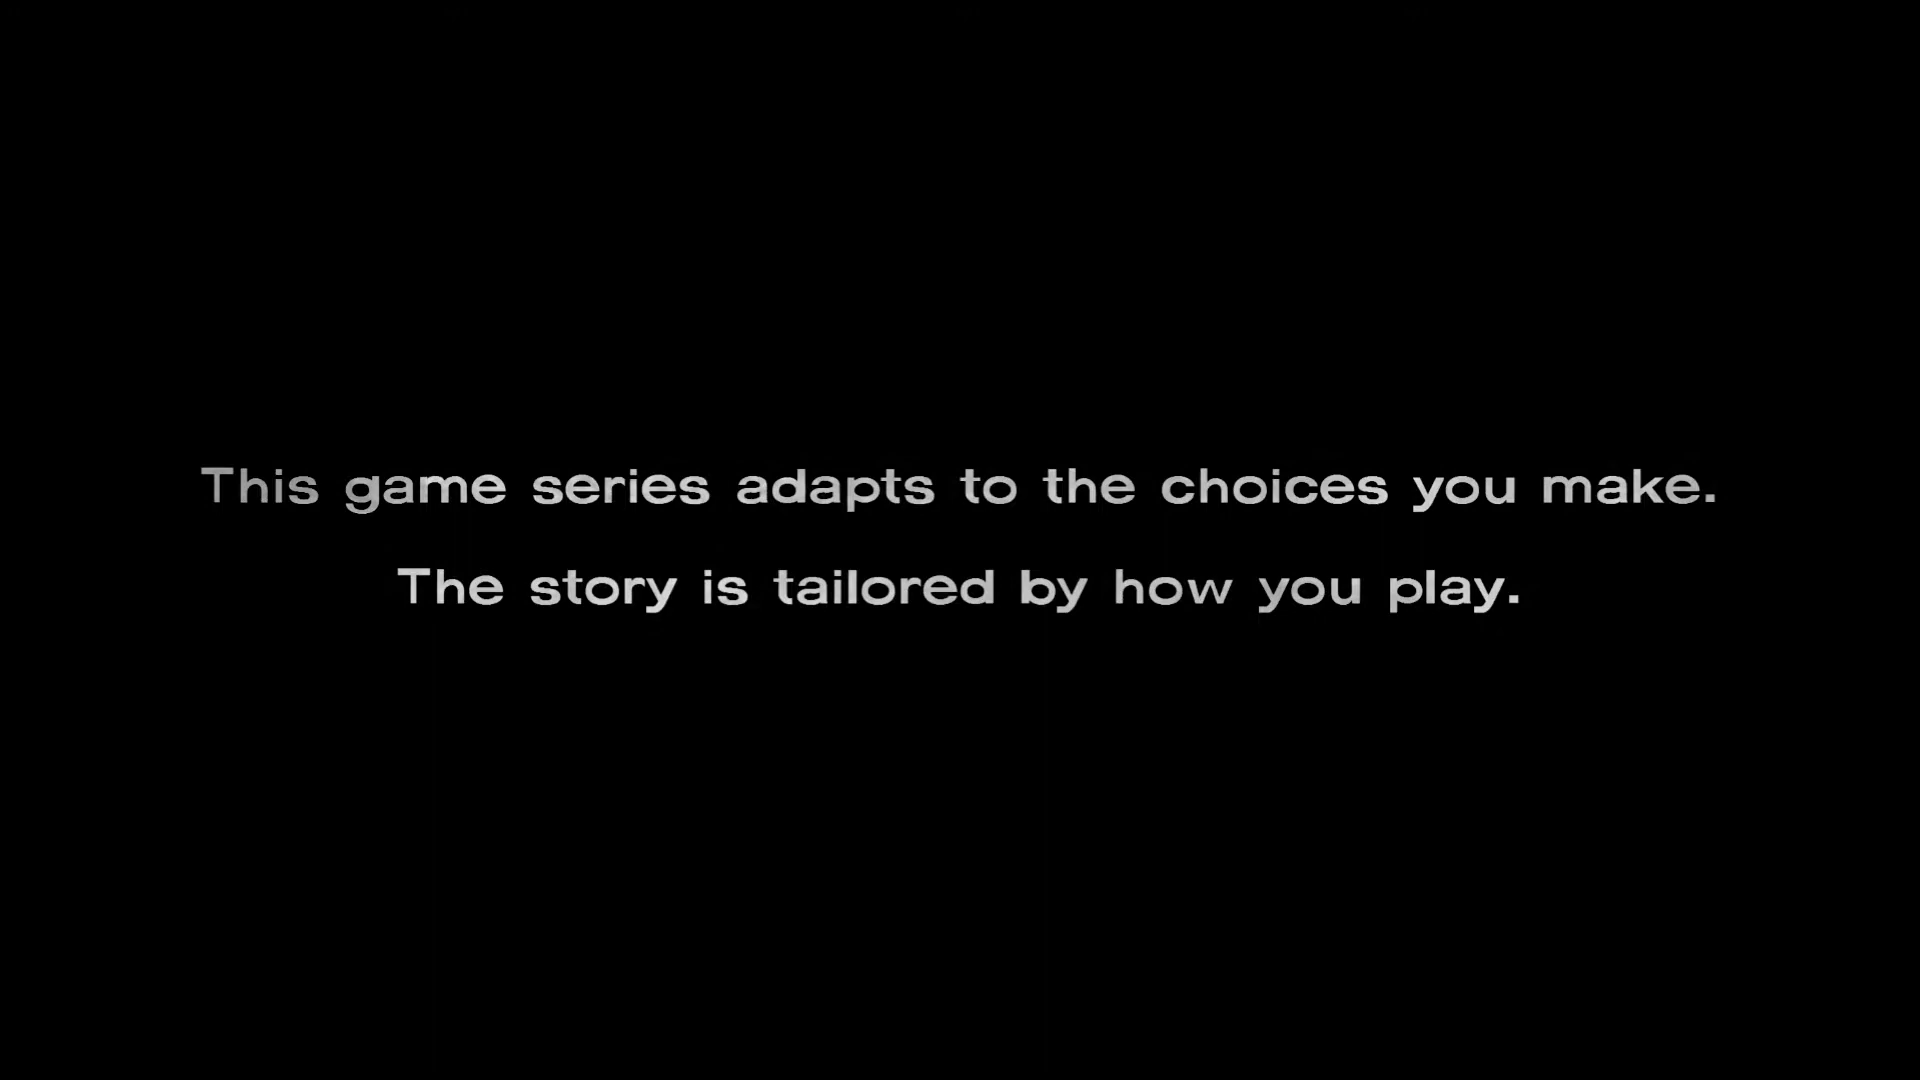 This game series adapts to the choices you make.
The story is tailored by how you play.